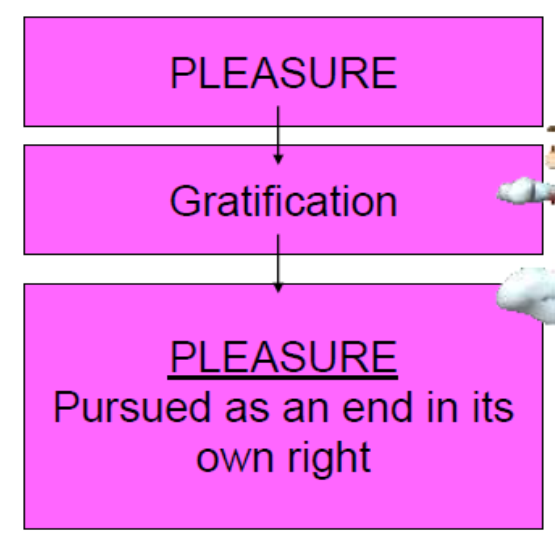 PLEASURE
Gratification
PLEASURE
Pursued as an end in its
own right